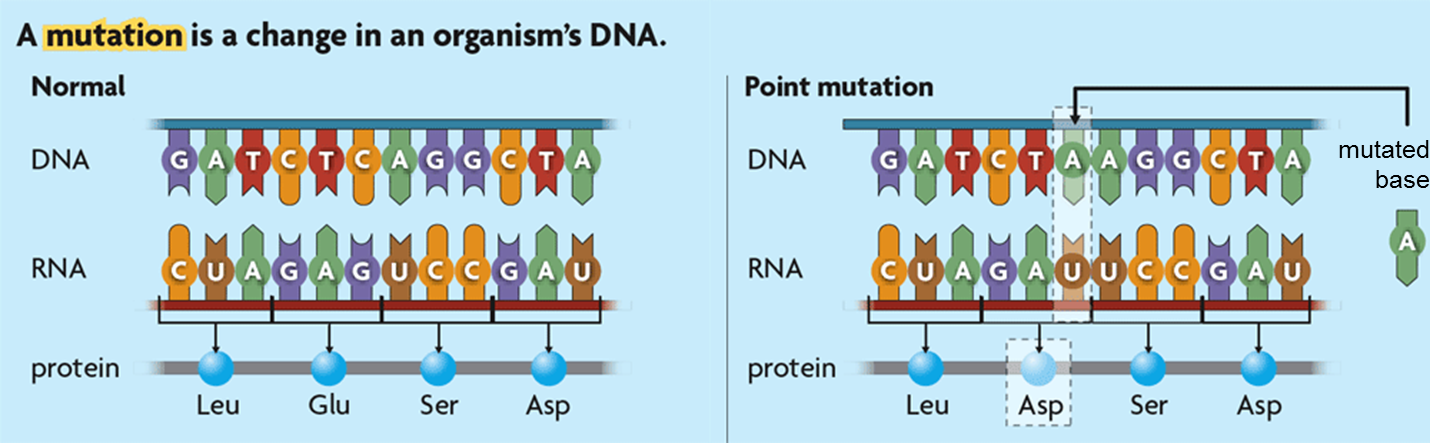 A mutation is a change in an organism's DNA.
Normal
DNA
G A T C T C A G G C T A
RNA
C U A G A G U C C G A U
protein
Leu Glu Ser Asp
Point mutation
DNA
G A T C T A A G G C T A
mutated
base
A
RNA
C U A G A U U C C G A U
protein
Leu Asp Ser Asp